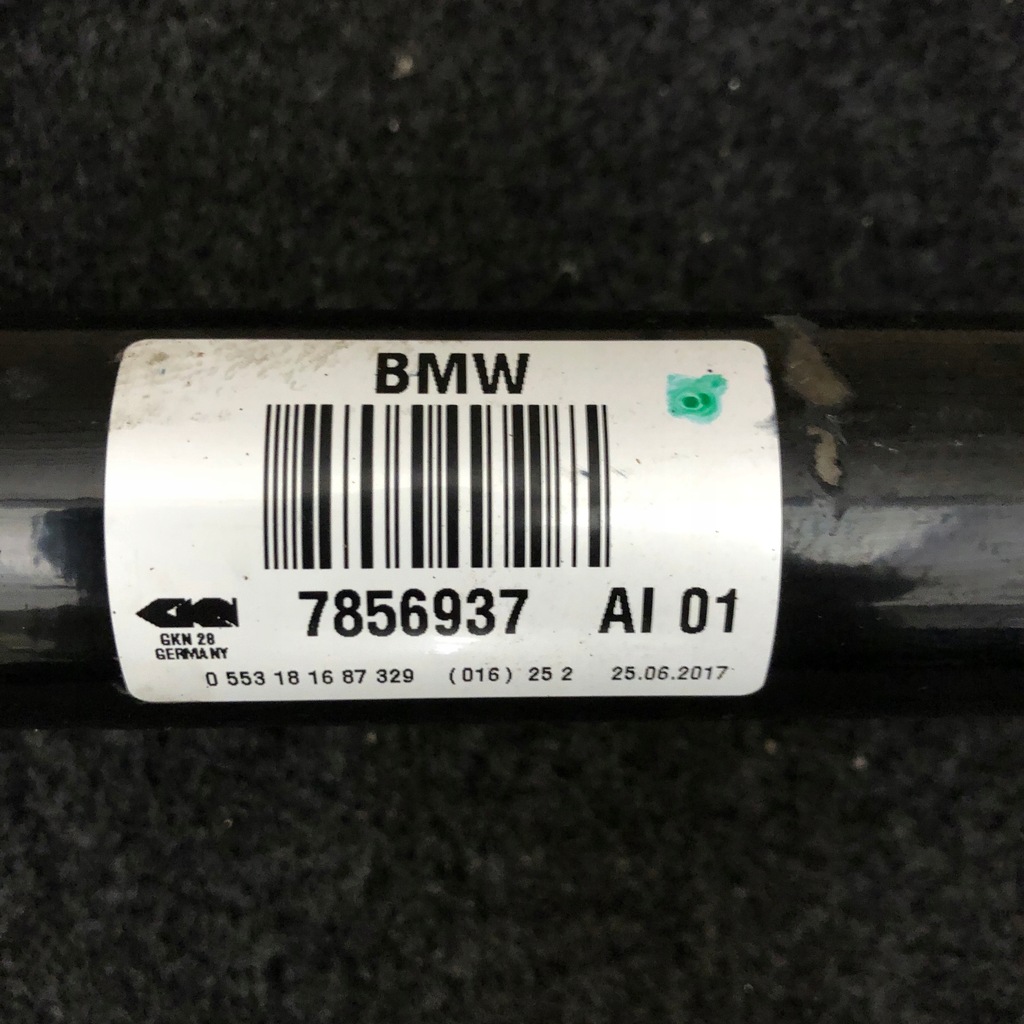 BMW
GKN
7856937 AI 01
GKN 28
GERMANY
0 553 18 16 87 329 (016) 25 2 25.06.2017